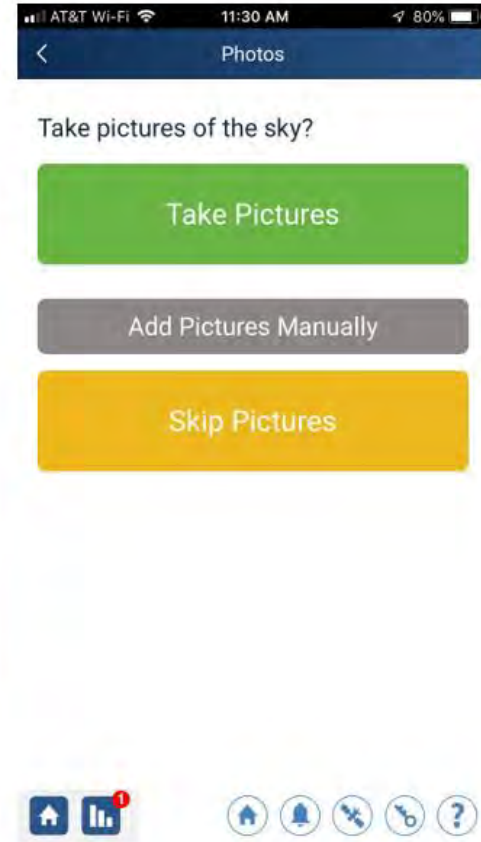 AT&T Wi-Fi 11:30 AM 80%
Photos
Take pictures of the sky?
Take Pictures
Add Pictures Manually
Skip Pictures
1
?